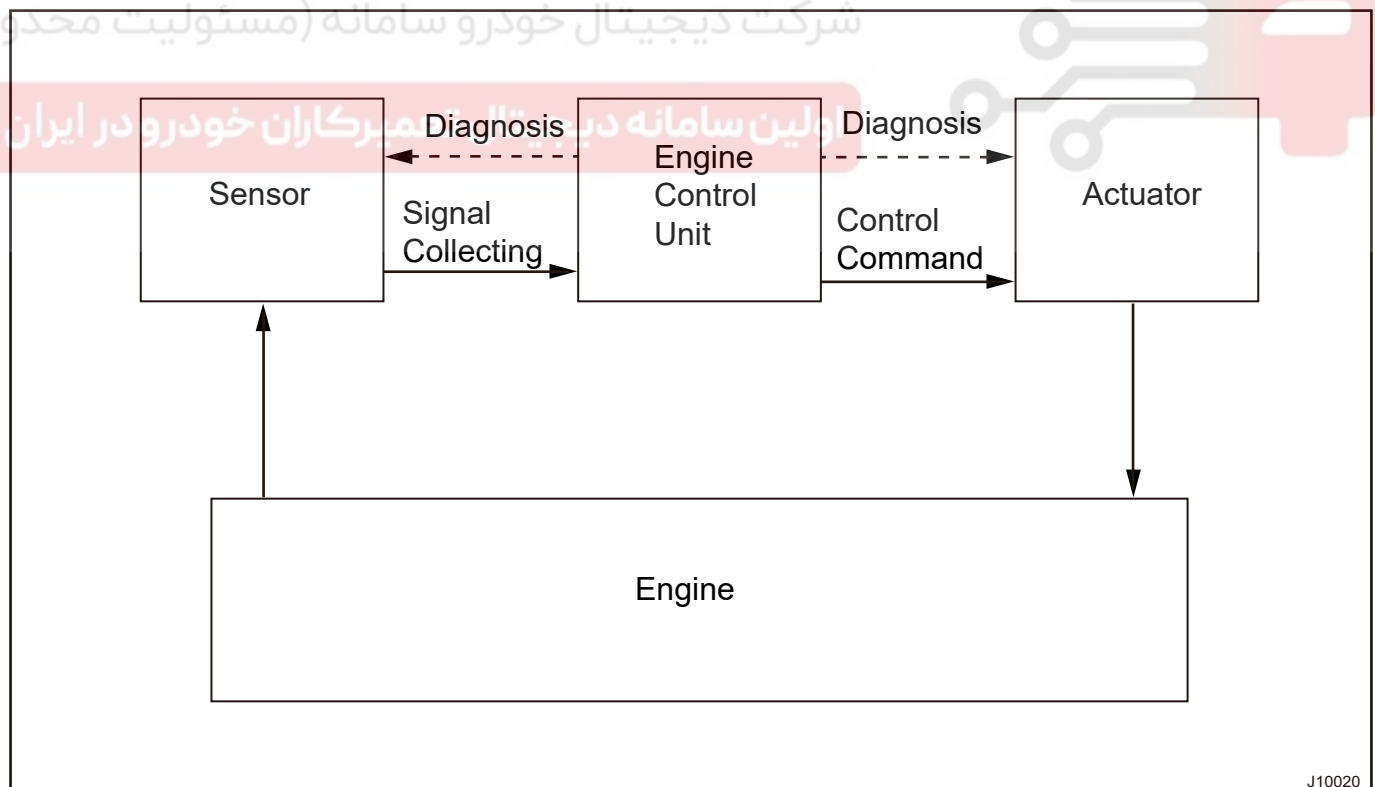 شرکت دیجیتال خودرو سامانه (مسئولیت محدو
اولین سامانه دیجیتال تعمیرکاران خودرو در ایران
Diagnosis
Diagnosis
Sensor
Engine
Control
Unit
Actuator
Signal
Collecting
Control
Command
Engine
J10020